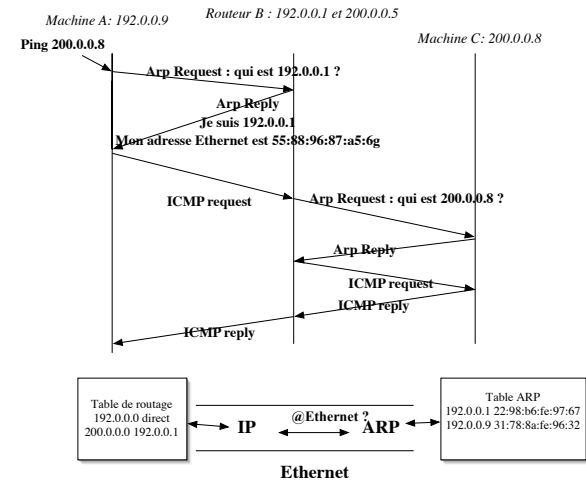 Machine A: 192.0.0.9
Routeur B : 192.0.0.1 et 200.0.0.5
Machine C: 200.0.0.8
Ping 200.0.0.8
Arp Request : qui est 192.0.0.1 ?
Arp Reply
Je suis 192.0.0.1
Mon adresse Ethernet est 55:88:96:87:a5:6g
ICMP request
Arp Request : qui est 200.0.0.8 ?
Arp Reply
ICMP request
ICMP reply
ICMP reply
Table de routage
192.0.0.0 direct
200.0.0.0 192.0.0.1
IP
@Ethernet ?
ARP
Table ARP
192.0.0.1 22:98:b6:fe:97:67
192.0.0.9 31:78:8a:fe:96:32
Ethernet